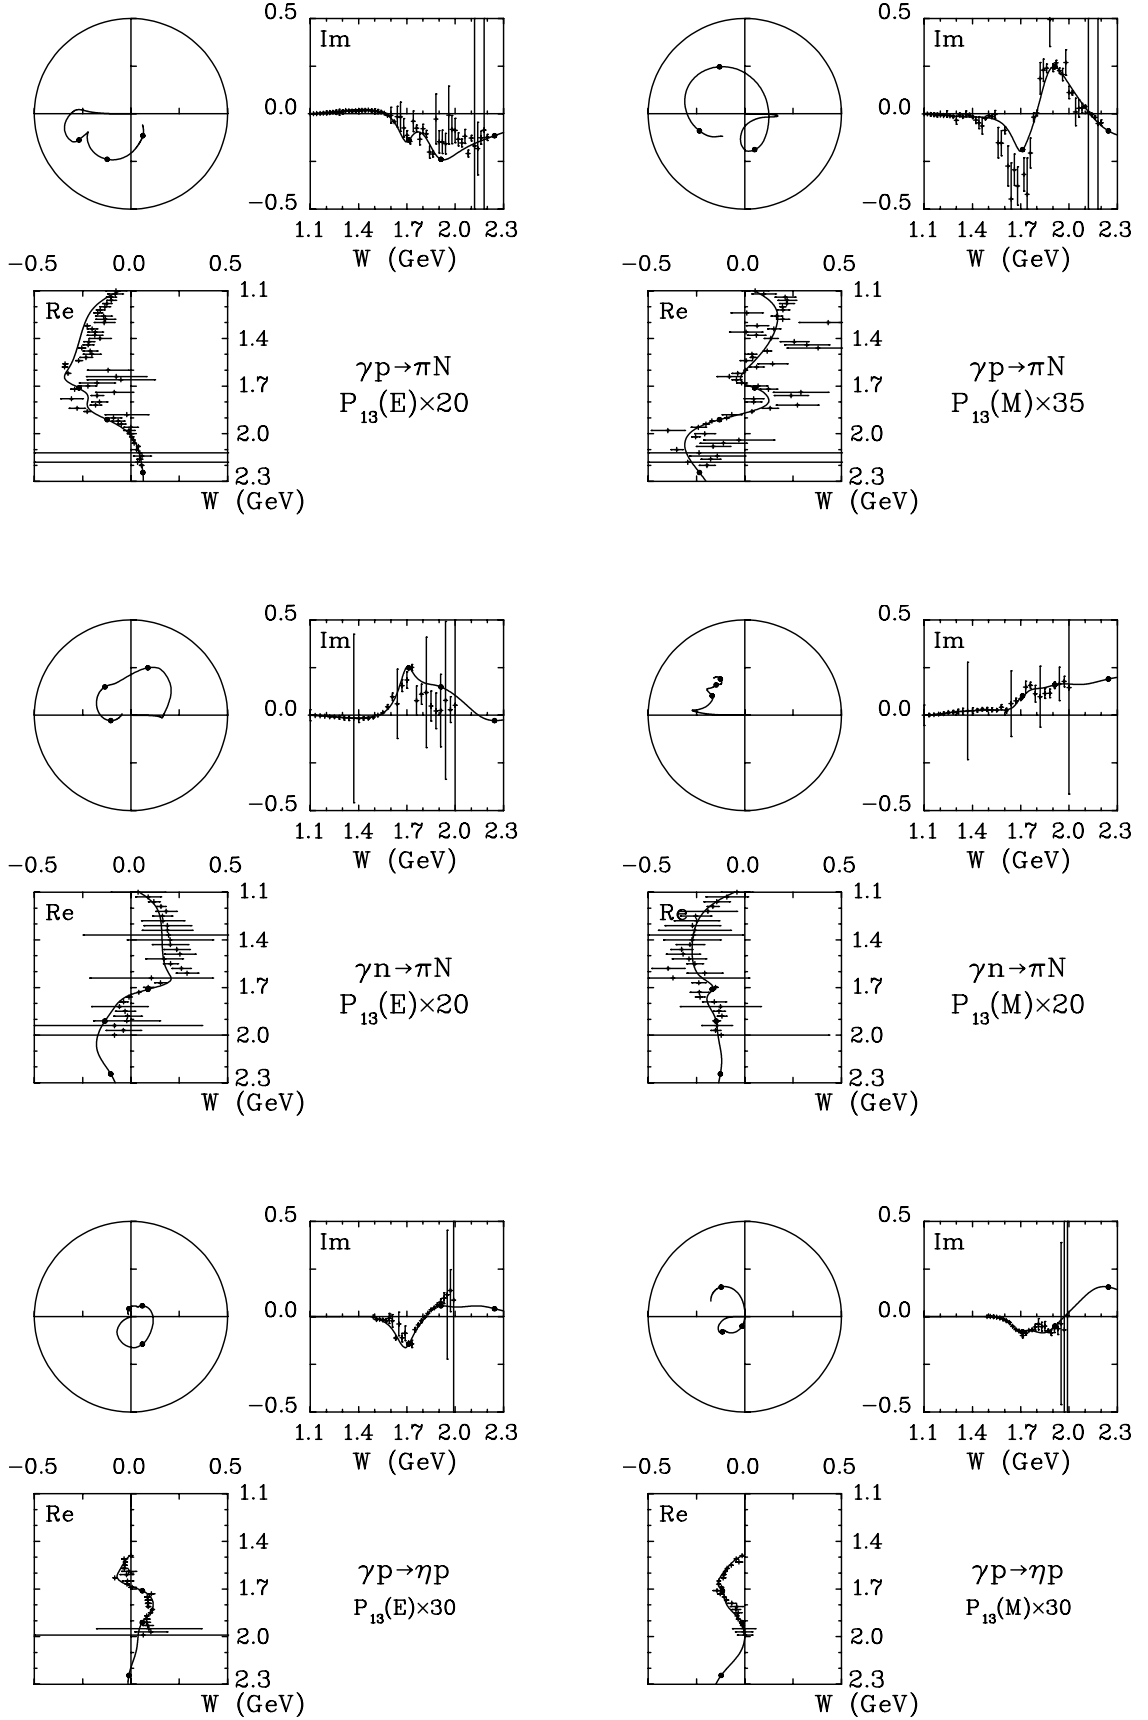 0.5
Im
0.0
−0.5
1.1 1.4 1.7 2.0 2.3
W (GeV)
−0.5 0.0 0.5
Re
1.1
1.4
1.7
2.0
2.3
W (GeV)
γp→πN
P₁₃(E)×20
0.5
Im
0.0
−0.5
1.1 1.4 1.7 2.0 2.3
W (GeV)
−0.5 0.0 0.5
Re
1.1
1.4
1.7
2.0
2.3
W (GeV)
γp→πN
P₁₃(M)×35
0.5
Im
0.0
−0.5
1.1 1.4 1.7 2.0 2.3
W (GeV)
−0.5 0.0 0.5
Re
1.1
1.4
1.7
2.0
2.3
W (GeV)
γn→πN
P₁₃(E)×20
0.5
Im
0.0
−0.5
1.1 1.4 1.7 2.0 2.3
W (GeV)
−0.5 0.0 0.5
Re
1.1
1.4
1.7
2.0
2.3
W (GeV)
γn→πN
P₁₃(M)×20
0.5
Im
0.0
−0.5
1.1 1.4 1.7 2.0 2.3
W (GeV)
−0.5 0.0 0.5
Re
1.1
1.4
1.7
2.0
2.3
W (GeV)
γp→ηp
P₁₃(E)×30
0.5
Im
0.0
−0.5
1.1 1.4 1.7 2.0 2.3
W (GeV)
−0.5 0.0 0.5
Re
1.1
1.4
1.7
2.0
2.3
W (GeV)
γp→ηp
P₁₃(M)×30